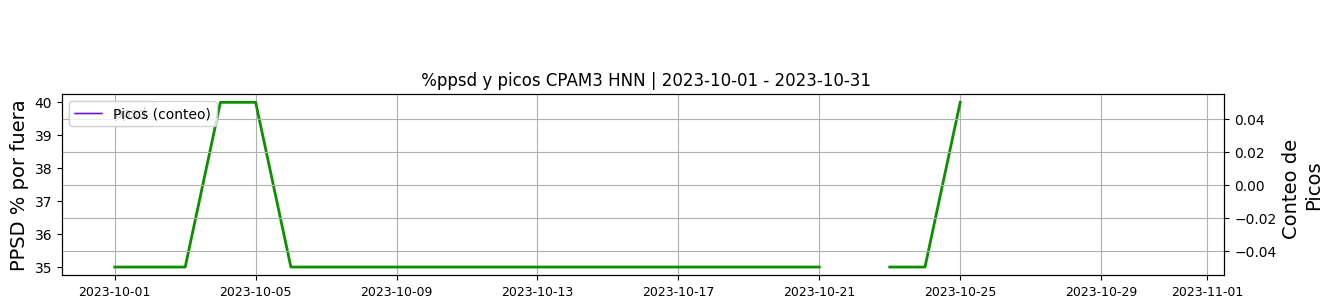 %ppsd y picos CPAM3 HNN | 2023-10-01 - 2023-10-31
PPSD % por fuera
40
39
38
37
36
35
Picos (conteo)
0.04
0.02
0.00
−0.02
−0.04
Conteo de
Picos
2023-10-01 2023-10-05 2023-10-09 2023-10-13 2023-10-17 2023-10-21 2023-10-25 2023-10-29 2023-11-01